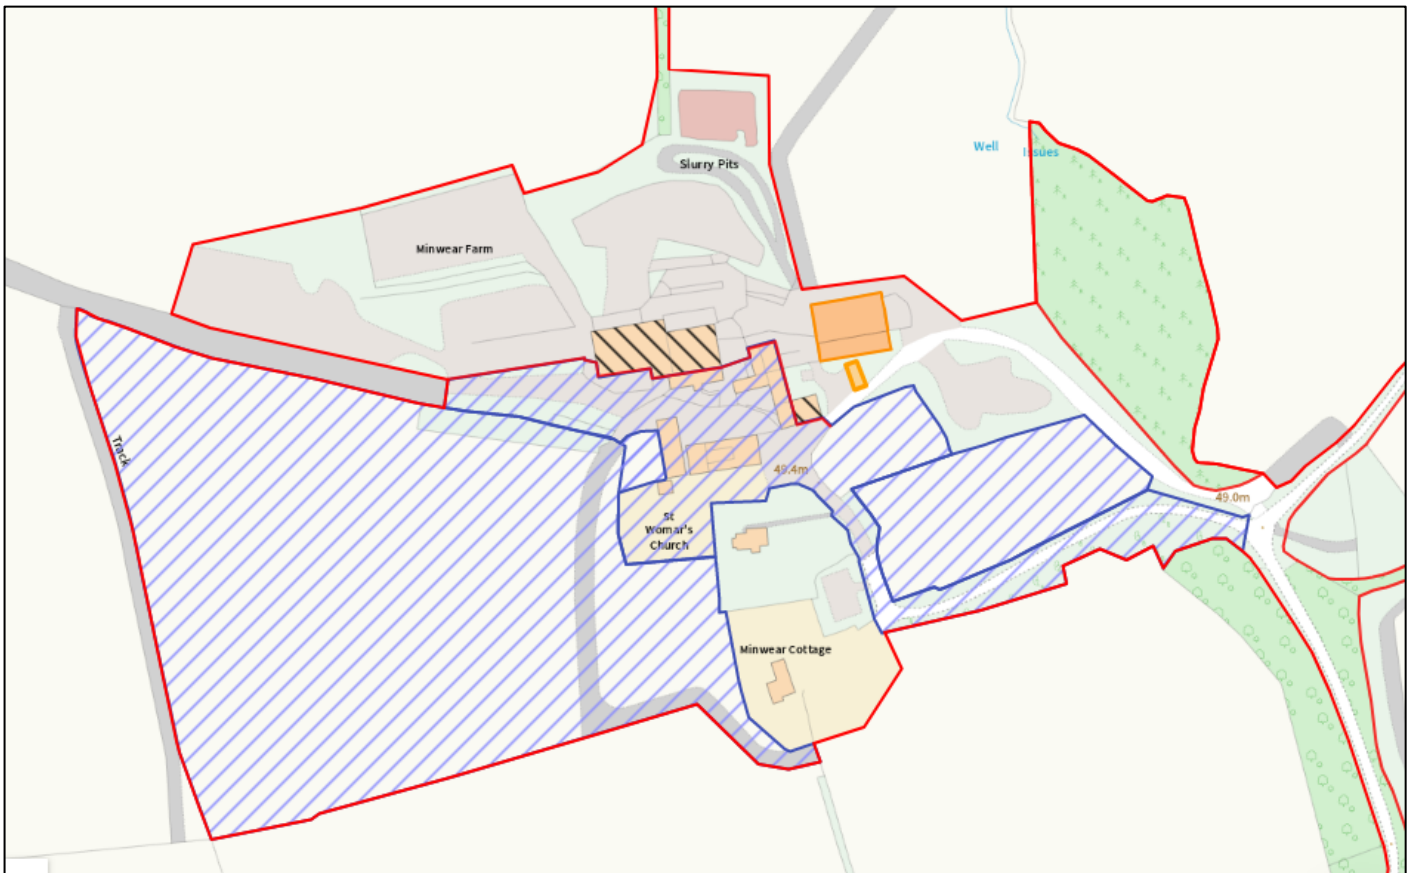 Well
Issues
Slurry Pits
Minwear Farm
Track
49.4m
49.0m
St
Womar's
Church
Minwear Cottage